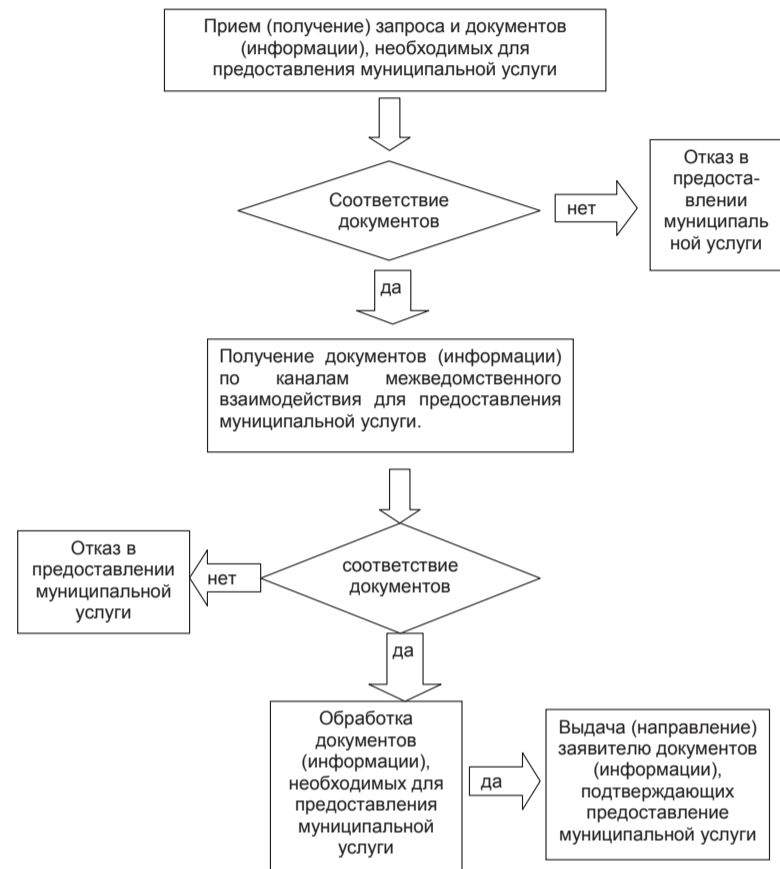 Прием (получение) запроса и документов
(информации), необходимых для
предоставления муниципальной услуги
Соответствие
документов
нет
Отказ в
предоста-
влении
муниципаль
ной услуги
да
Получение документов (информации)
по каналам межведомственного
взаимодействия для предоставления
муниципальной услуги.
соответствие
документов
нет
Отказ в
предоставлении
муниципальной
услуги
да
Обработка
документов
(информации),
необходимых для
предоставления
муниципальной
услуги
да
Выдача (направление)
заявителю документов
(информации),
подтверждающих
предоставление
муниципальной услуги